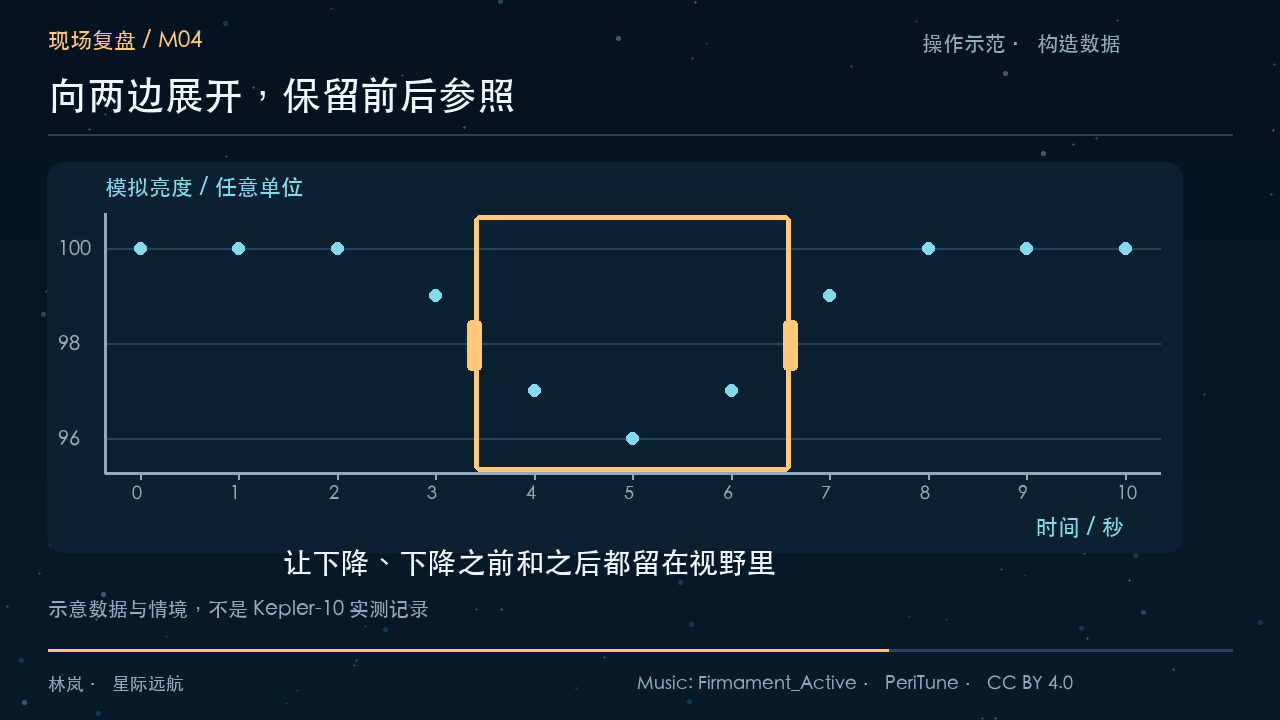 现场复盘 / M04
操作示范 · 构造数据
向两边展开，保留前后参照
模拟亮度 / 任意单位
100
98
96
0 1 2 3 4 5 6 7 8 9 10
时间 / 秒
让下降、下降之前和之后都留在视野里
示意数据与情境，不是 Kepler-10 实测记录
林岚 · 星际远航
Music: Firmament_Active · PeriTune · CC BY 4.0